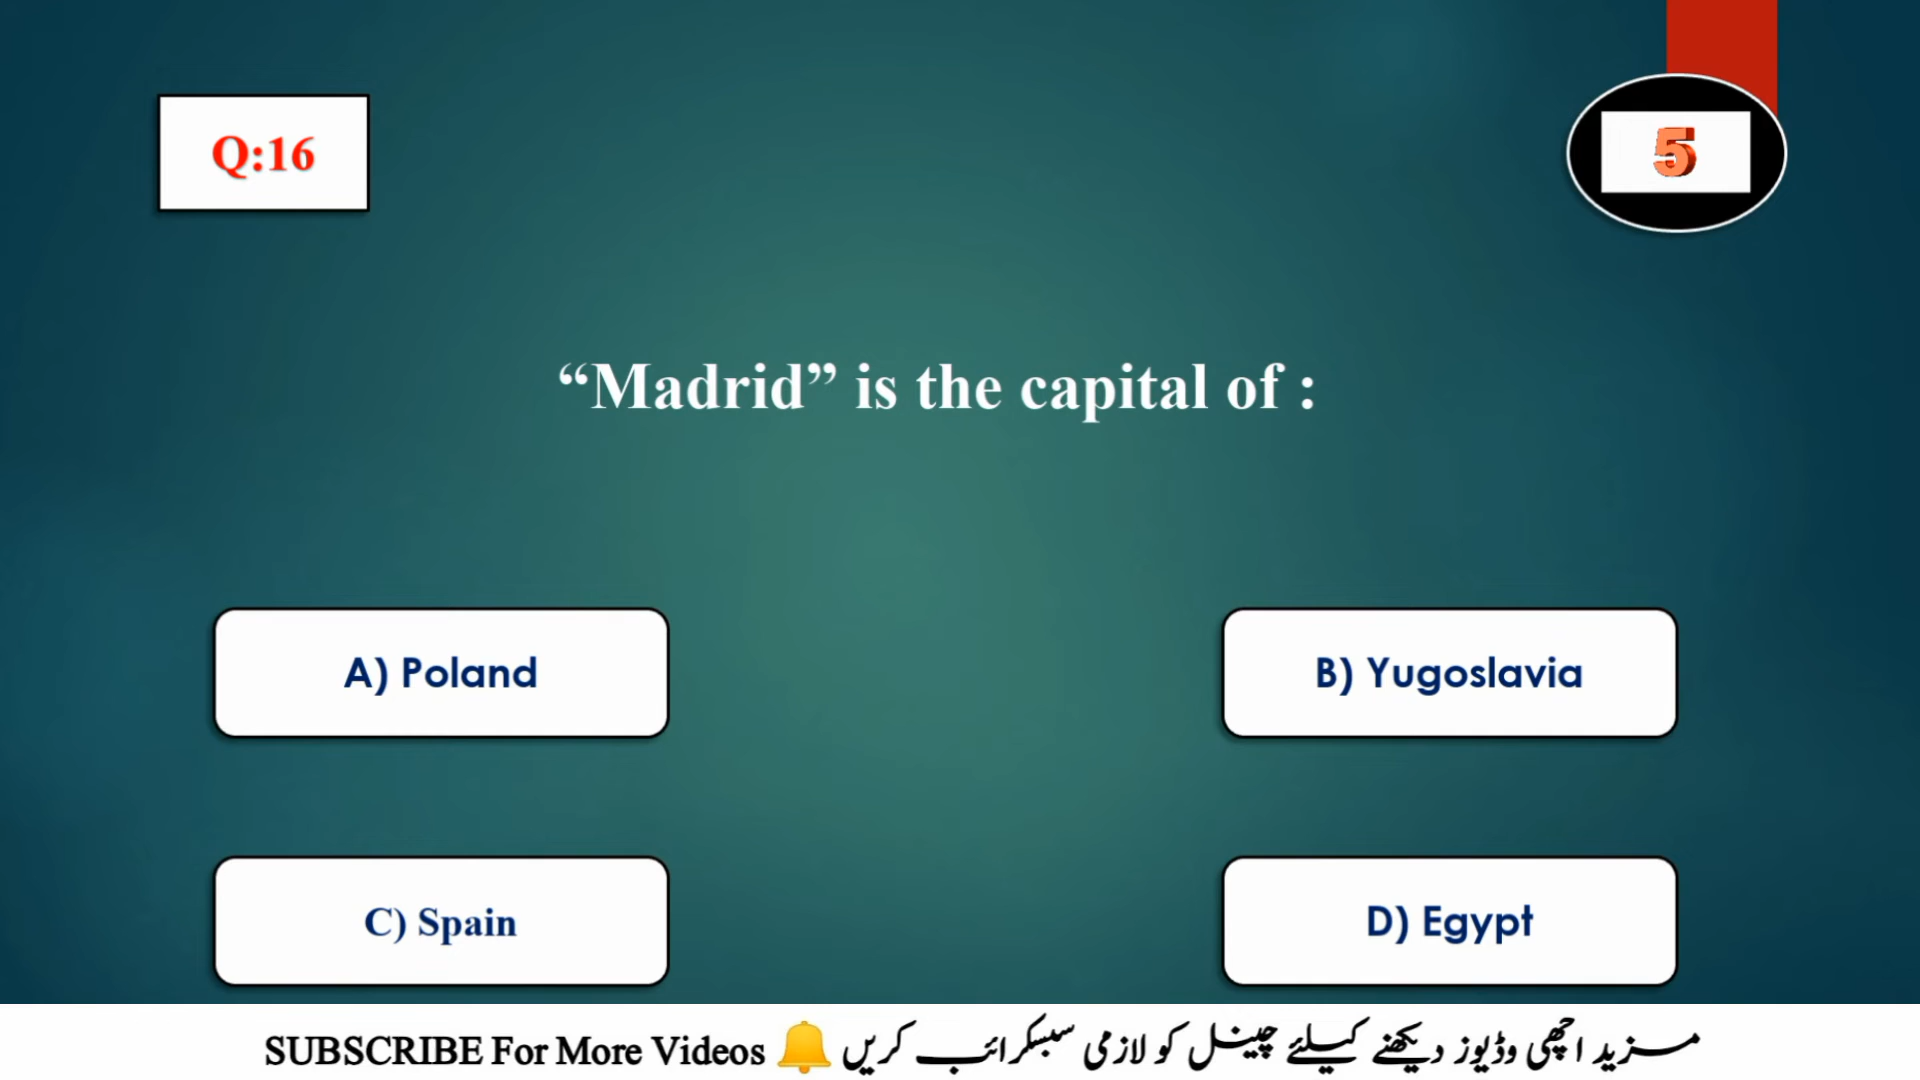 Q:16
5
“Madrid” is the capital of :
A) Poland
B) Yugoslavia
C) Spain
D) Egypt
SUBSCRIBE For More Videos 🔔 مزید اچھی وڈیوز دیکھنے کیلئے چینل کو لازمی سبسکرائب کریں